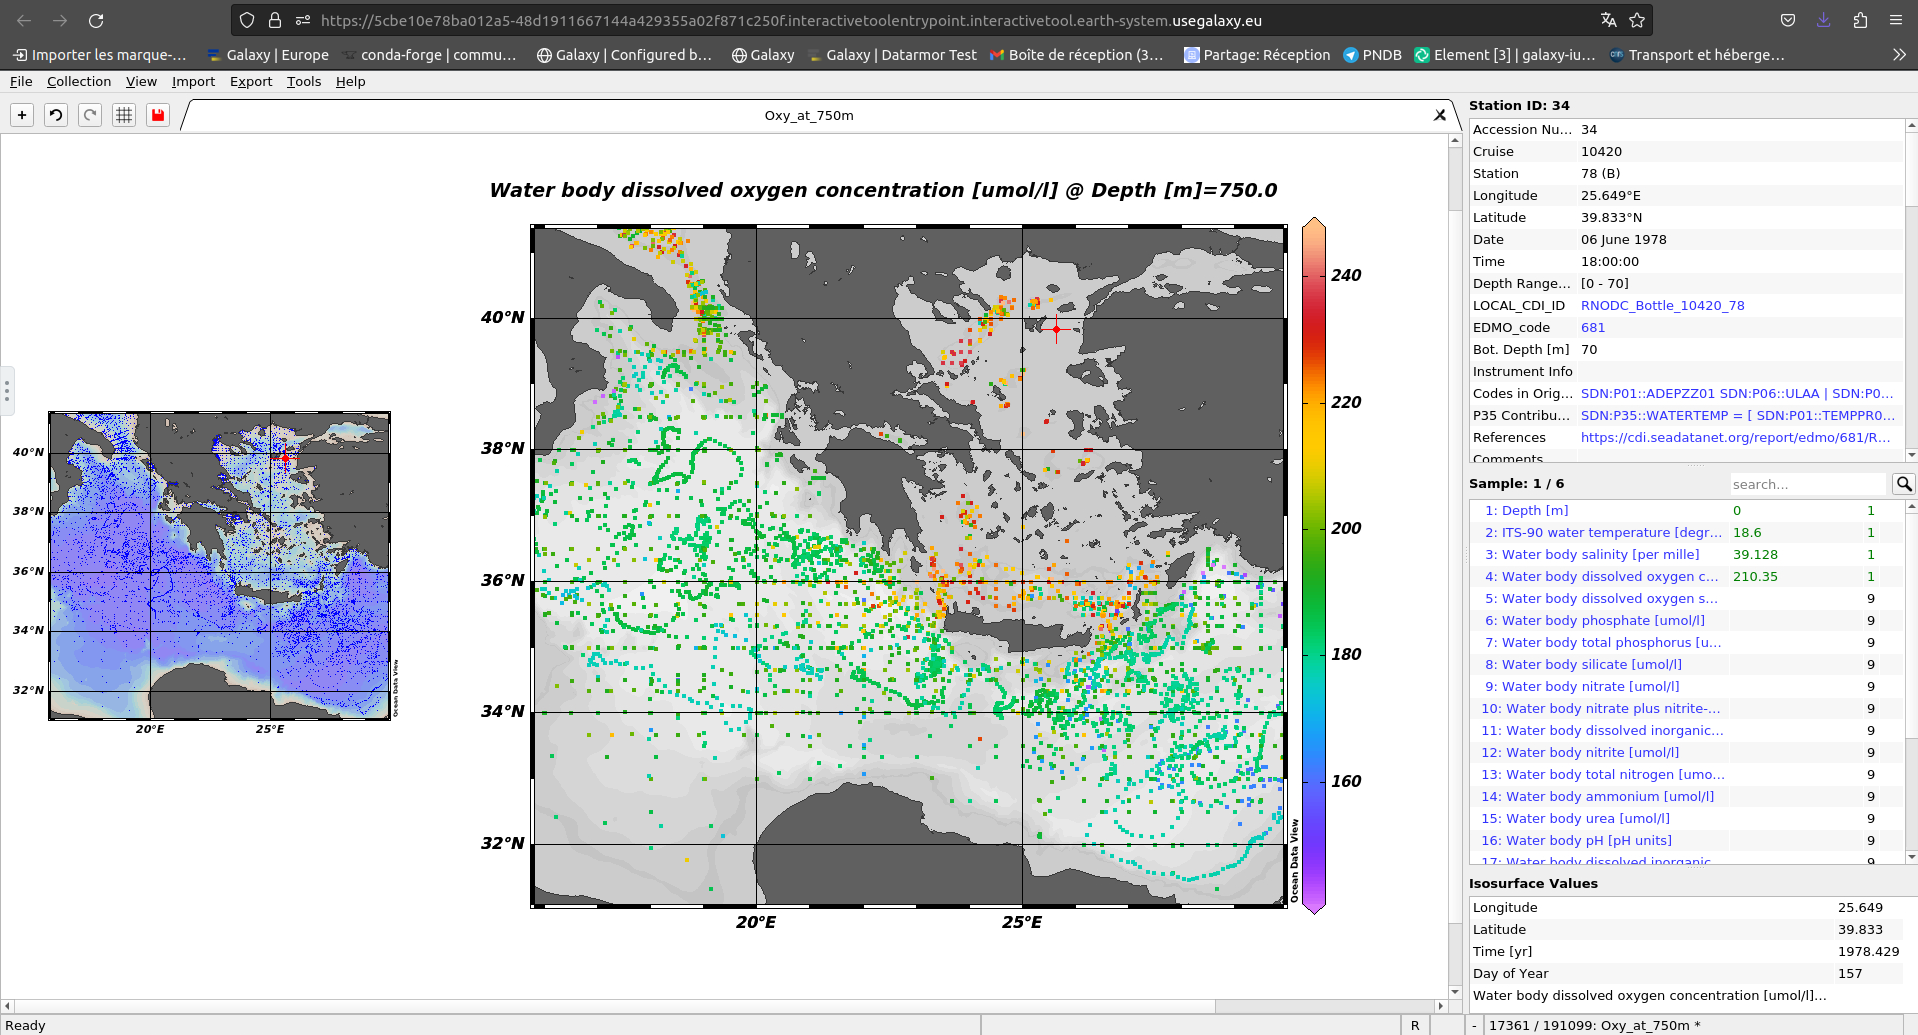 https://5cbe10e78ba012a5-48d1911667144a429355a02f871c250f.interactivetoolentrypoint.interactivetool.earth-system.usegalaxy.eu
Importer les marque-… Galaxy | Europe conda-forge | commu… Galaxy | Configured b… Galaxy Galaxy | Datarmor Test Boîte de réception (3… Partage: Réception PNDB Element [3] | galaxy-iu… Transport et héberge…
File Collection View Import Export Tools Help
Oxy_at_750m
Water body dissolved oxygen concentration [umol/l] @ Depth [m]=750.0
40°N
38°N
36°N
34°N
32°N
20°E 25°E
Ocean Data View
40°N
38°N
36°N
34°N
32°N
20°E 25°E
Ocean Data View
240
220
200
180
160
Station ID: 34
Accession Nu… 34
Cruise 10420
Station 78 (B)
Longitude 25.649°E
Latitude 39.833°N
Date 06 June 1978
Time 18:00:00
Depth Range… [0 - 70]
LOCAL_CDI_ID RNODC_Bottle_10420_78
EDMO_code 681
Bot. Depth [m] 70
Instrument Info
Codes in Orig… SDN:P01::ADEPZZ01 SDN:P06::ULAA | SDN:P0…
P35 Contribu… SDN:P35::WATERTEMP = [ SDN:P01::TEMPPR0…
References https://cdi.seadatanet.org/report/edmo/681/R…
Comments
Sample: 1 / 6 search...
1: Depth [m] 0 1
2: ITS-90 water temperature [degr… 18.6 1
3: Water body salinity [per mille] 39.128 1
4: Water body dissolved oxygen c… 210.35 1
5: Water body dissolved oxygen s… 9
6: Water body phosphate [umol/l] 9
7: Water body total phosphorus [u… 9
8: Water body silicate [umol/l] 9
9: Water body nitrate [umol/l] 9
10: Water body nitrate plus nitrite-… 9
11: Water body dissolved inorganic… 9
12: Water body nitrite [umol/l] 9
13: Water body total nitrogen [umo… 9
14: Water body ammonium [umol/l] 9
15: Water body urea [umol/l] 9
16: Water body pH [pH units] 9
17: Water body dissolved inorganic… 9
Isosurface Values
Longitude 25.649
Latitude 39.833
Time [yr] 1978.429
Day of Year 157
Water body dissolved oxygen concentration [umol/l]…
Ready R - 17361 / 191099: Oxy_at_750m *